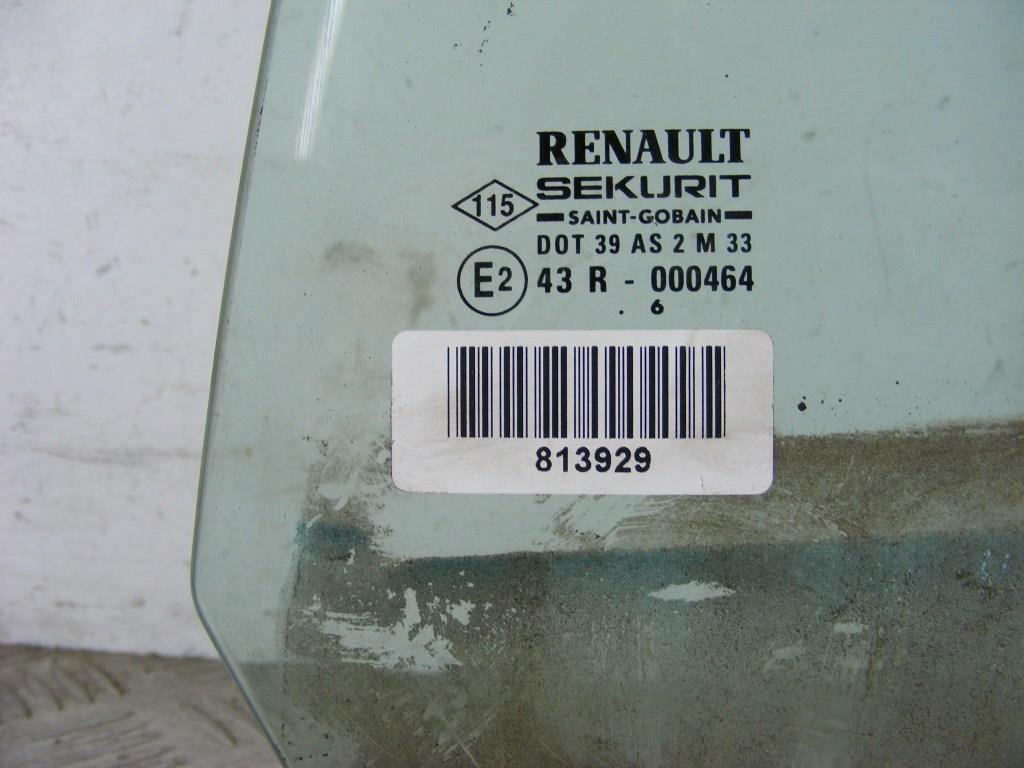 RENAULT
115 SEKURIT
SAINT-GOBAIN
DOT 39 AS 2 M 33
E2 43 R - 000464
. 6
813929